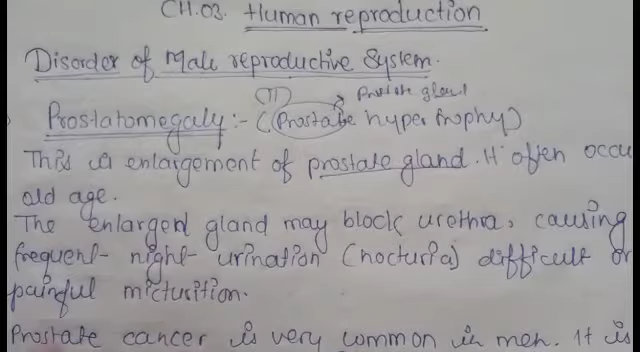 CH.03. Human reproduction
Disorder of Male reproductive System.
(11) → Prostate gland
Prostatomegaly :- (Prostate hypertrophy)
This is enlargement of prostate gland. It often occu
old age.
The enlarged gland may block urethra, causing
frequent- night- urination (nocturia) difficult or
painful micturition.
Prostate cancer is very common in men. It is